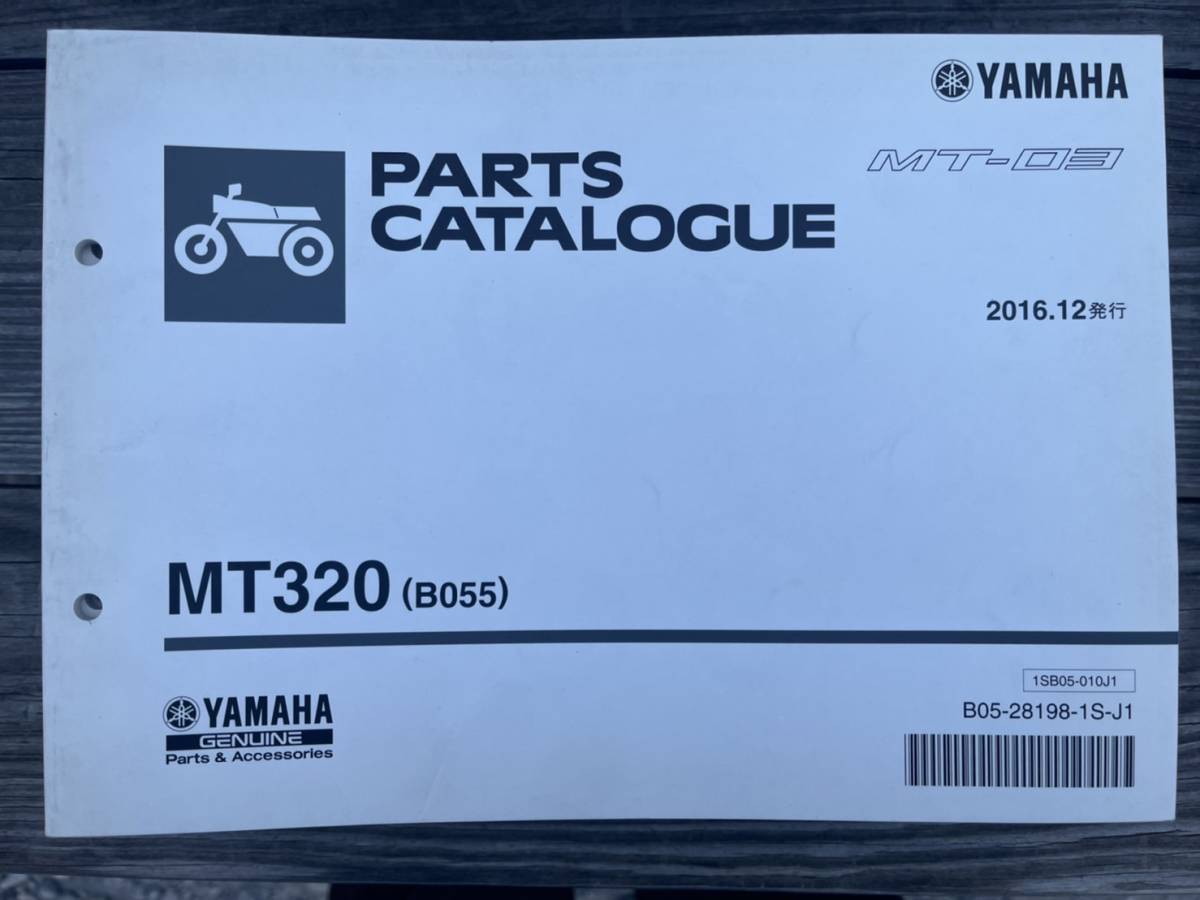 YAMAHA
MT-03
PARTS
CATALOGUE
2016.12発行
MT320 (B055)
1SB05-010J1
B05-28198-1S-J1
YAMAHA
GENUINE
Parts & Accessories